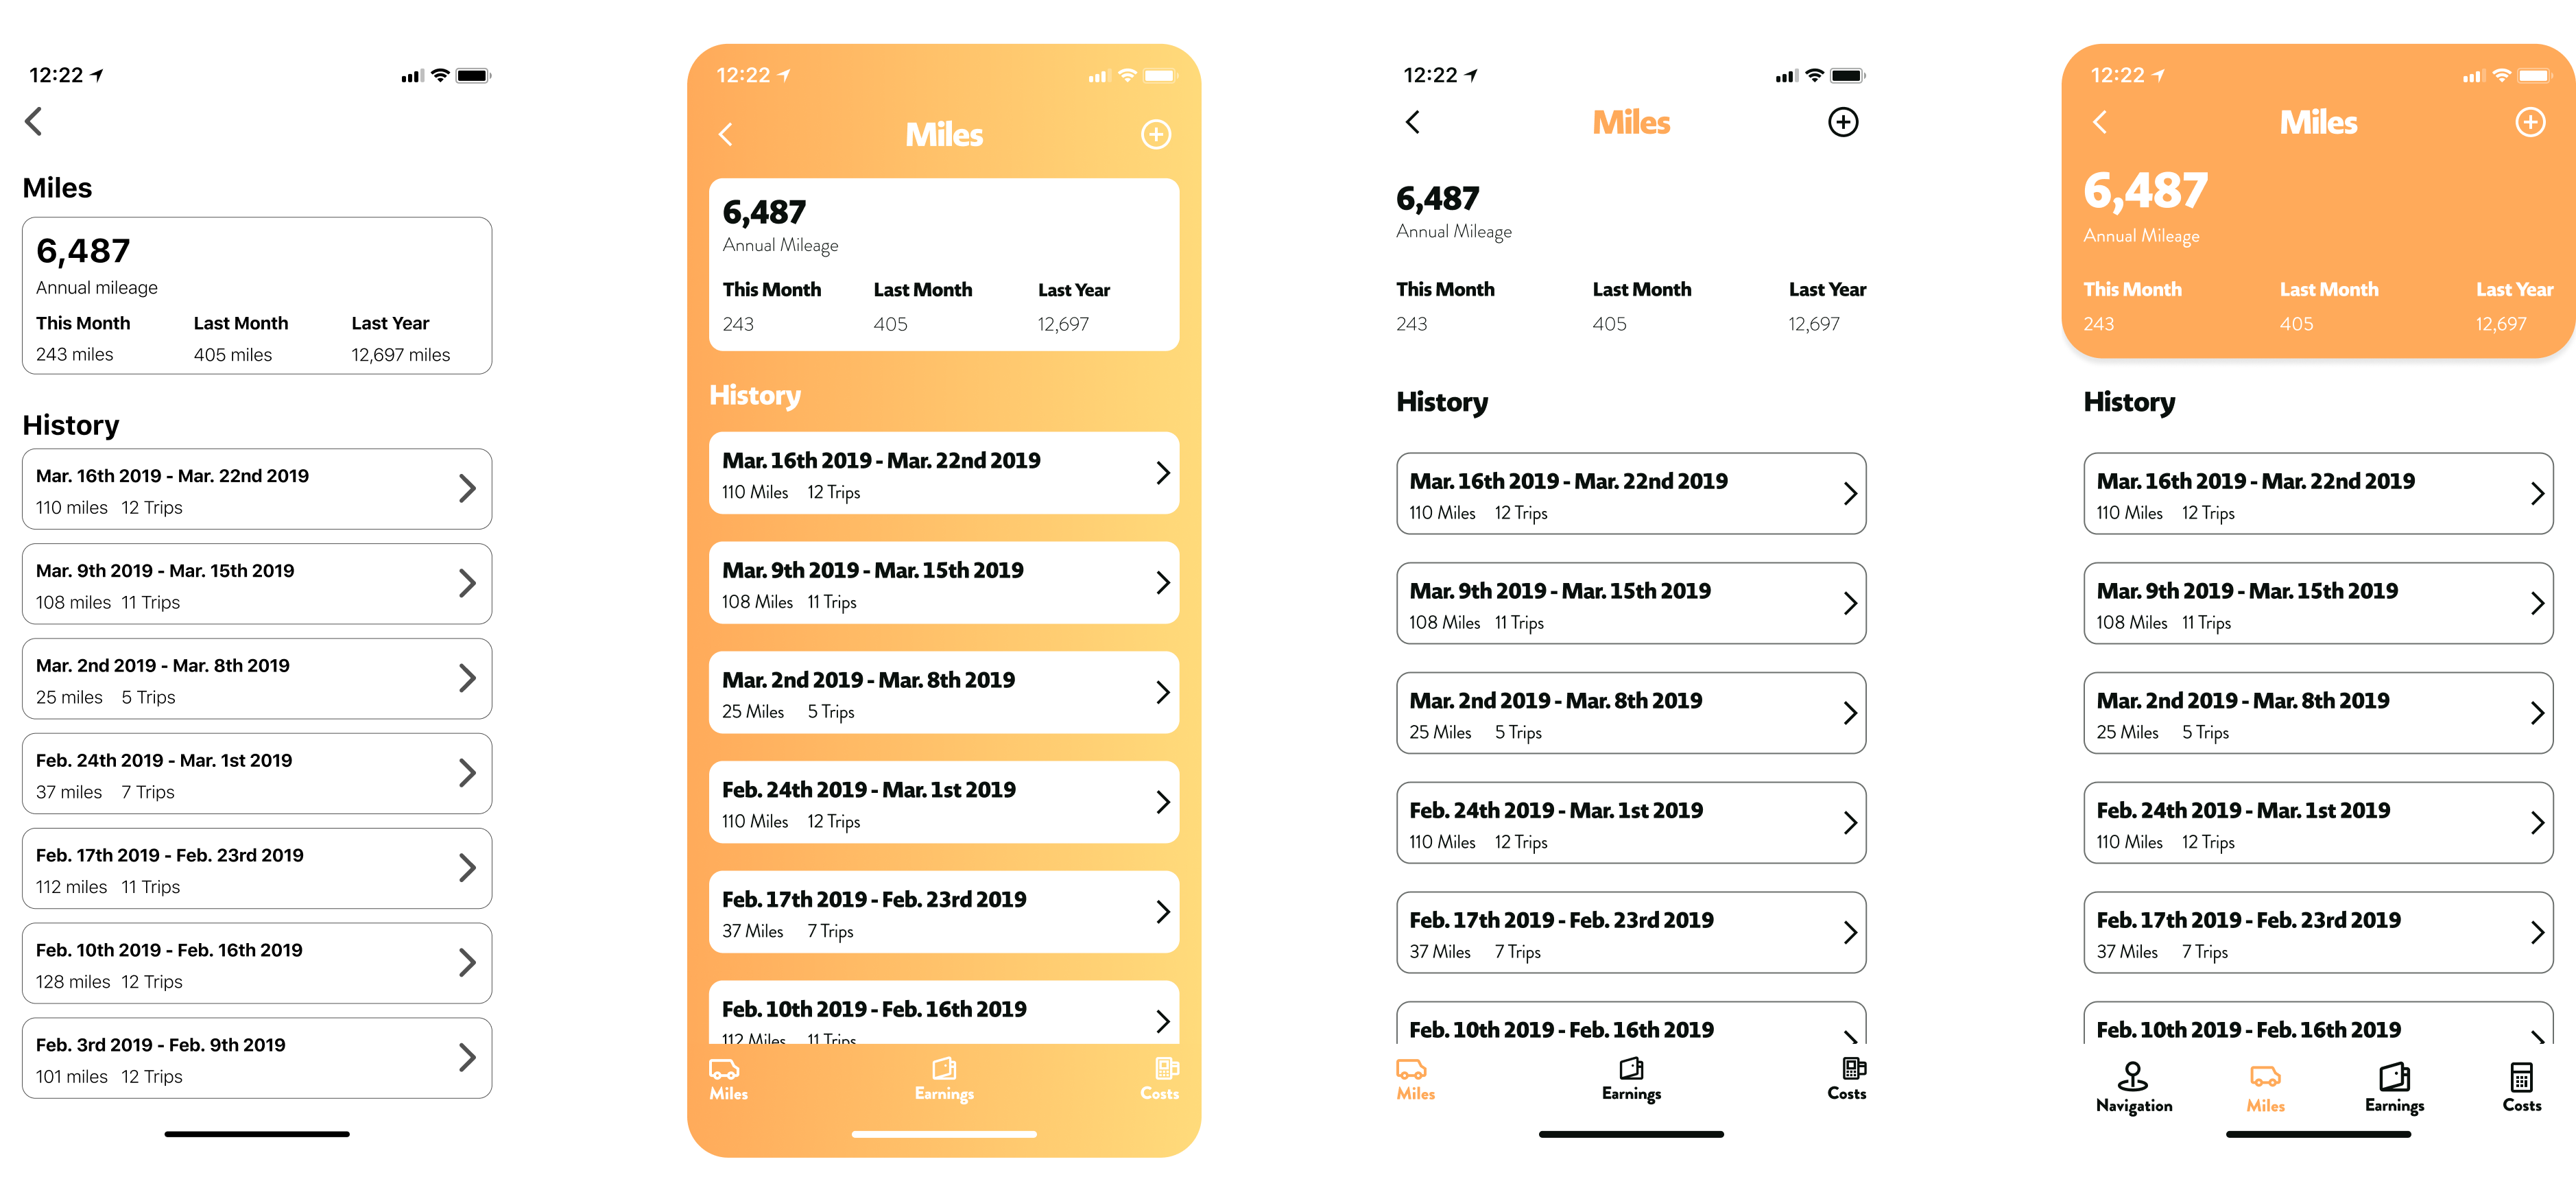 12:22
Miles
6,487
Annual mileage
This Month Last Month Last Year
243 miles 405 miles 12,697 miles
History
Mar. 16th 2019 - Mar. 22nd 2019
110 miles 12 Trips
Mar. 9th 2019 - Mar. 15th 2019
108 miles 11 Trips
Mar. 2nd 2019 - Mar. 8th 2019
25 miles 5 Trips
Feb. 24th 2019 - Mar. 1st 2019
37 miles 7 Trips
Feb. 17th 2019 - Feb. 23rd 2019
112 miles 11 Trips
Feb. 10th 2019 - Feb. 16th 2019
128 miles 12 Trips
Feb. 3rd 2019 - Feb. 9th 2019
101 miles 12 Trips
12:22
Miles
6,487
Annual Mileage
This Month Last Month Last Year
243 405 12,697
History
Mar. 16th 2019 - Mar. 22nd 2019
110 Miles 12 Trips
Mar. 9th 2019 - Mar. 15th 2019
108 Miles 11 Trips
Mar. 2nd 2019 - Mar. 8th 2019
25 Miles 5 Trips
Feb. 24th 2019 - Mar. 1st 2019
110 Miles 12 Trips
Feb. 17th 2019 - Feb. 23rd 2019
37 Miles 7 Trips
Feb. 10th 2019 - Feb. 16th 2019
112 Miles 11 Trips
Miles Earnings Costs
12:22
Miles
6,487
Annual Mileage
This Month Last Month Last Year
243 405 12,697
History
Mar. 16th 2019 - Mar. 22nd 2019
110 Miles 12 Trips
Mar. 9th 2019 - Mar. 15th 2019
108 Miles 11 Trips
Mar. 2nd 2019 - Mar. 8th 2019
25 Miles 5 Trips
Feb. 24th 2019 - Mar. 1st 2019
110 Miles 12 Trips
Feb. 17th 2019 - Feb. 23rd 2019
37 Miles 7 Trips
Feb. 10th 2019 - Feb. 16th 2019
Miles Earnings Costs
12:22
Miles
6,487
Annual Mileage
This Month Last Month Last Year
243 405 12,697
History
Mar. 16th 2019 - Mar. 22nd 2019
110 Miles 12 Trips
Mar. 9th 2019 - Mar. 15th 2019
108 Miles 11 Trips
Mar. 2nd 2019 - Mar. 8th 2019
25 Miles 5 Trips
Feb. 24th 2019 - Mar. 1st 2019
110 Miles 12 Trips
Feb. 17th 2019 - Feb. 23rd 2019
37 Miles 7 Trips
Feb. 10th 2019 - Feb. 16th 2019
Navigation Miles Earnings Costs